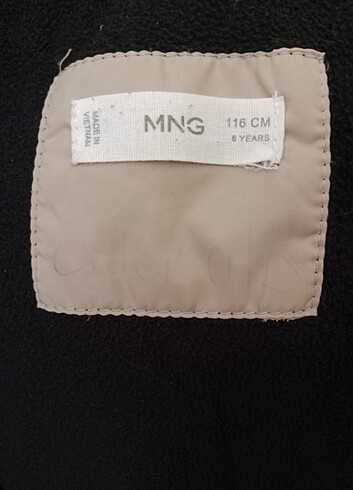 MADE IN
VIETNAM
MNG
116 CM
6 YEARS